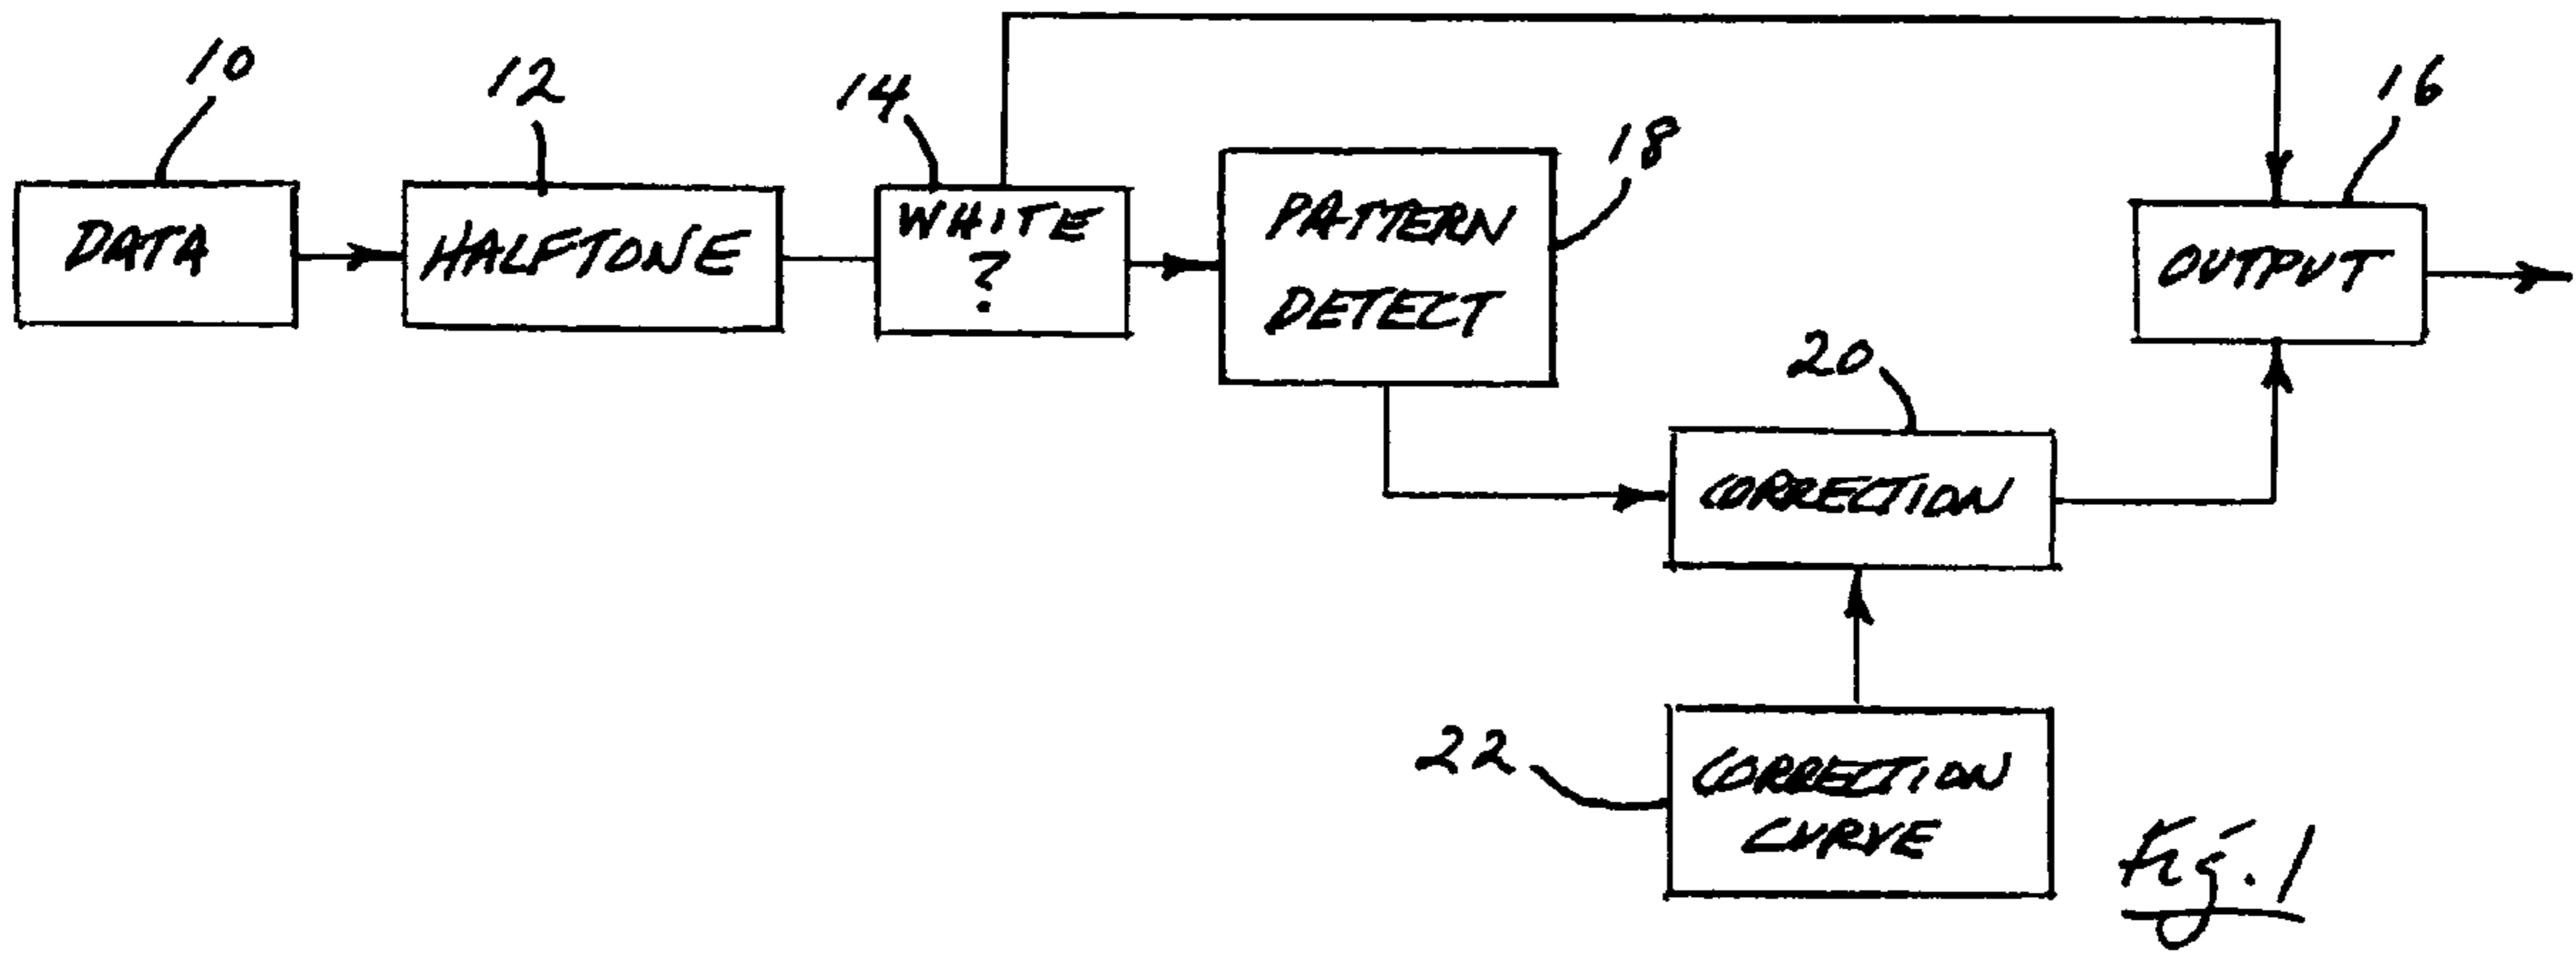 10
12
14
16
18
DATA
HALFTONE
WHITE
?
PATTERN
DETECT
OUTPUT
20
CORRECTION
22
CORRECTION
CURVE
Fig. 1